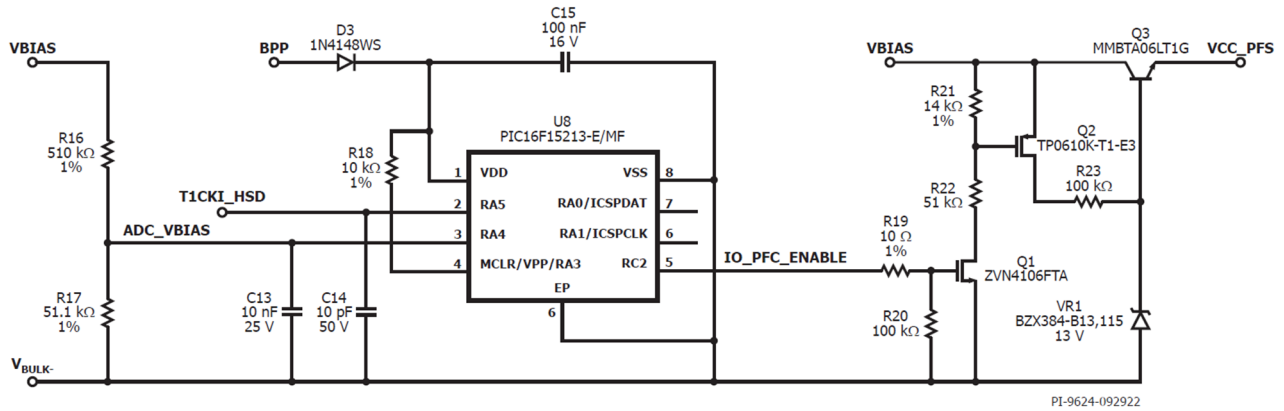 C15
100 nF
16 V
D3
1N4148WS
Q3
MMBTA06LT1G
VBIAS
BPP
VBIAS
VCC_PFS
R21
14 kΩ
1%
U8
PIC16F15213-E/MF
Q2
TP0610K-T1-E3
R16
510 kΩ
1%
R18
10 kΩ
1%
1
VDD
VSS
8
R23
100 kΩ
T1CKI_HSD
2
RA5
RA0/ICSPDAT
7
R22
51 kΩ
ADC_VBIAS
3
RA4
RA1/ICSPCLK
6
R19
10 Ω
1%
4
MCLR/VPP/RA3
RC2
5
IO_PFC_ENABLE
Q1
ZVN4106FTA
EP
6
R17
51.1 kΩ
1%
C13
10 nF
25 V
C14
10 pF
50 V
R20
100 kΩ
VR1
BZX384-B13,115
13 V
VBULK-
PI-9624-092922